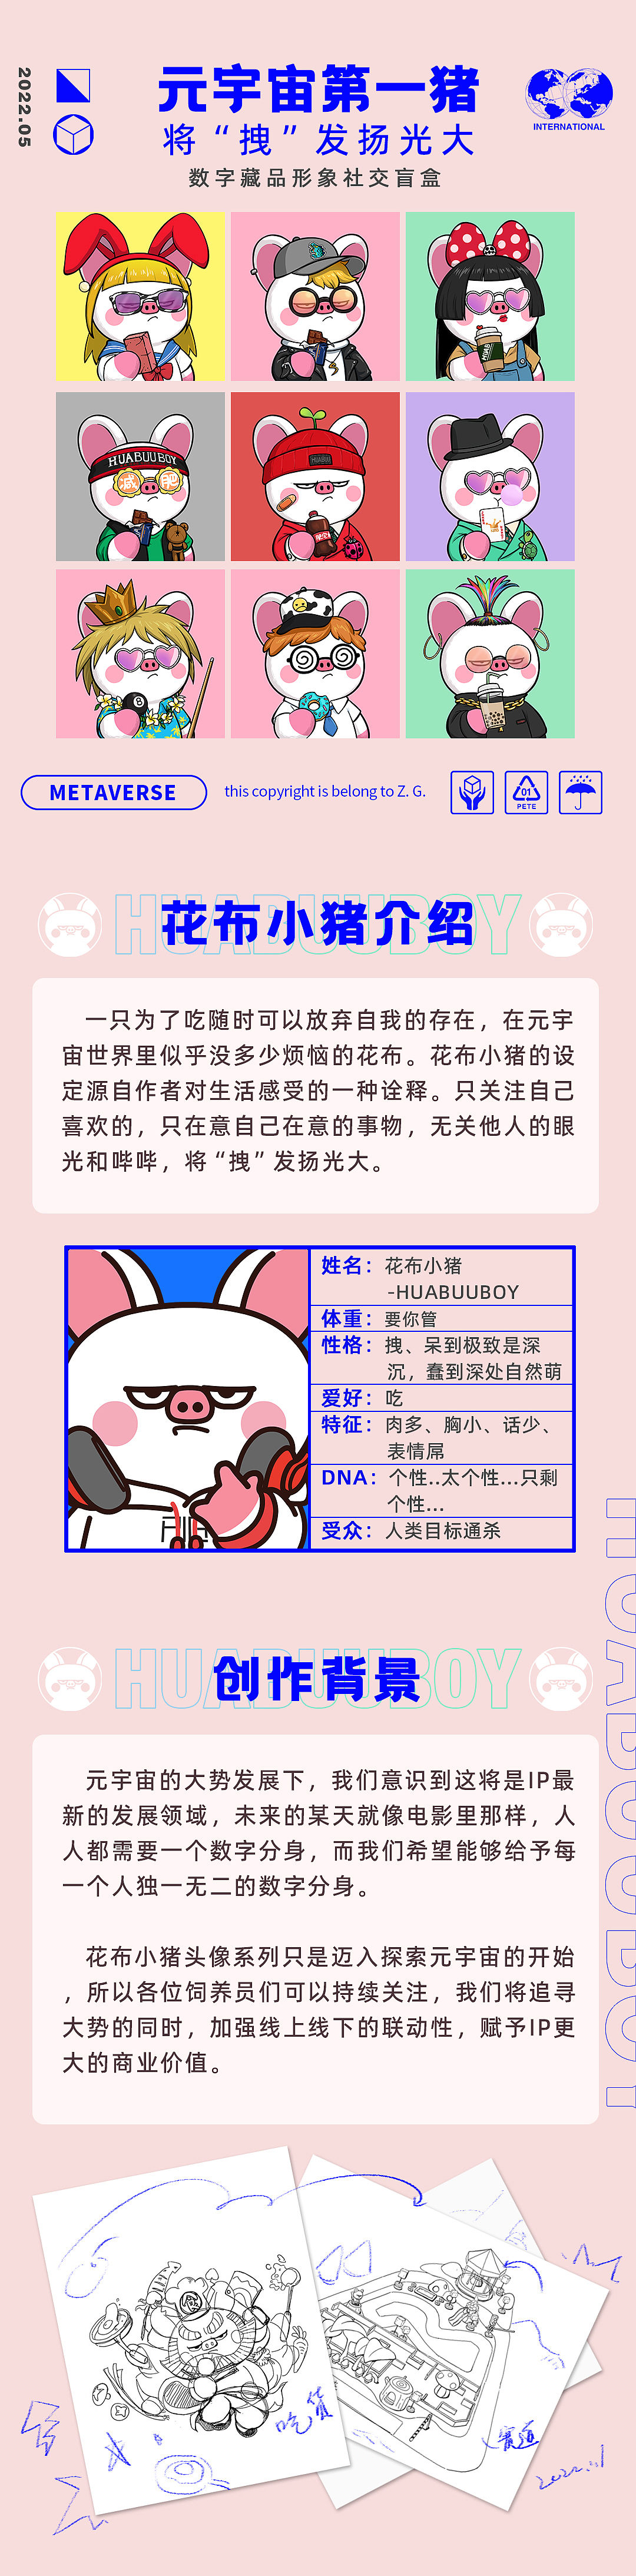 2022.05
元宇宙第一猪
将“拽”发扬光大
数字藏品形象社交盲盒
INTERNATIONAL
HUABUUBOY
减 肥
HUABUU
8
METAVERSE
this copyright is belong to Z. G.
01
PETE
HUABUUBOY
花布小猪介绍
一只为了吃随时可以放弃自我的存在，在元宇
宙世界里似乎没多少烦恼的花布。花布小猪的设
定源自作者对生活感受的一种诠释。只关注自己
喜欢的，只在意自己在意的事物，无关他人的眼
光和哔哔，将“拽”发扬光大。
姓名：花布小猪
-HUABUUBOY
体重：要你管
性格：拽、呆到极致是深
沉，蠢到深处自然萌
爱好：吃
特征：肉多、胸小、话少、
表情屌
DNA：个性..太个性...只剩
个性...
受众：人类目标通杀
HUABUUBOY
创作背景
HUABUUBOY
元宇宙的大势发展下，我们意识到这将是IP最
新的发展领域，未来的某天就像电影里那样，人
人都需要一个数字分身，而我们希望能够给予每
一个人独一无二的数字分身。
花布小猪头像系列只是迈入探索元宇宙的开始
，所以各位饲养员们可以持续关注，我们将追寻
大势的同时，加强线上线下的联动性，赋予IP更
大的商业价值。
吃货
赛道